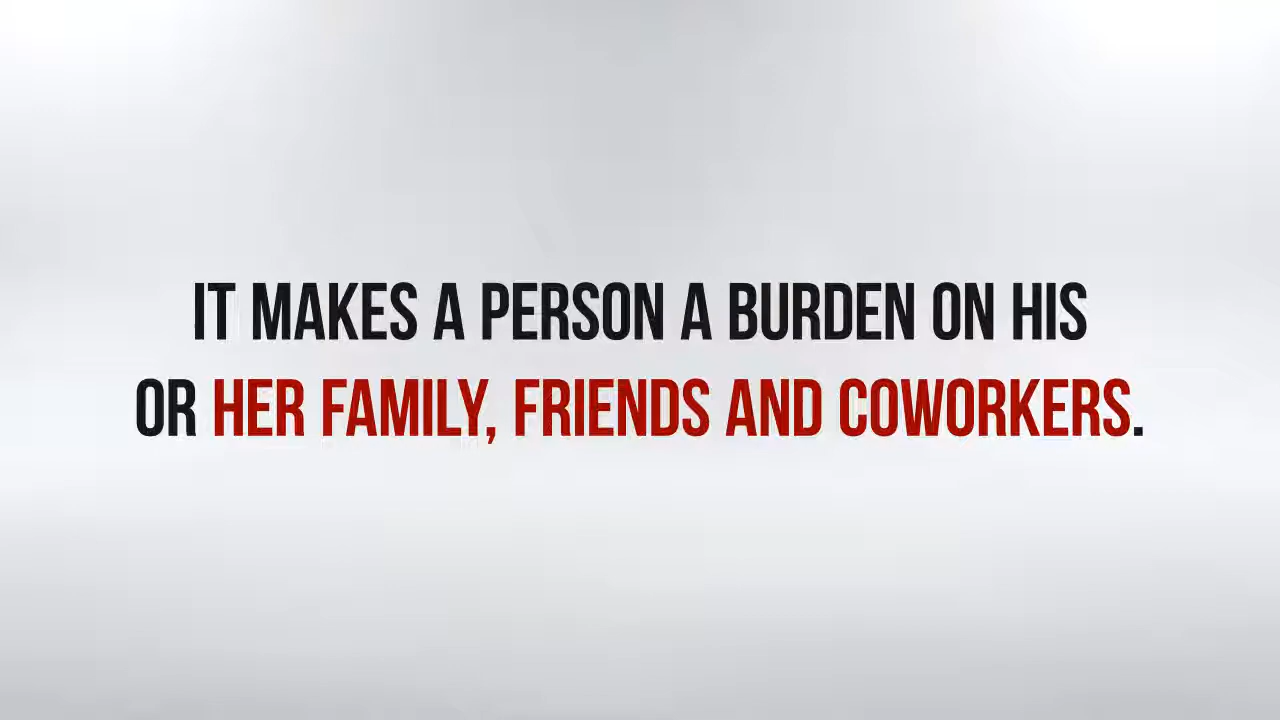 IT MAKES A PERSON A BURDEN ON HIS
OR HER FAMILY, FRIENDS AND COWORKERS.